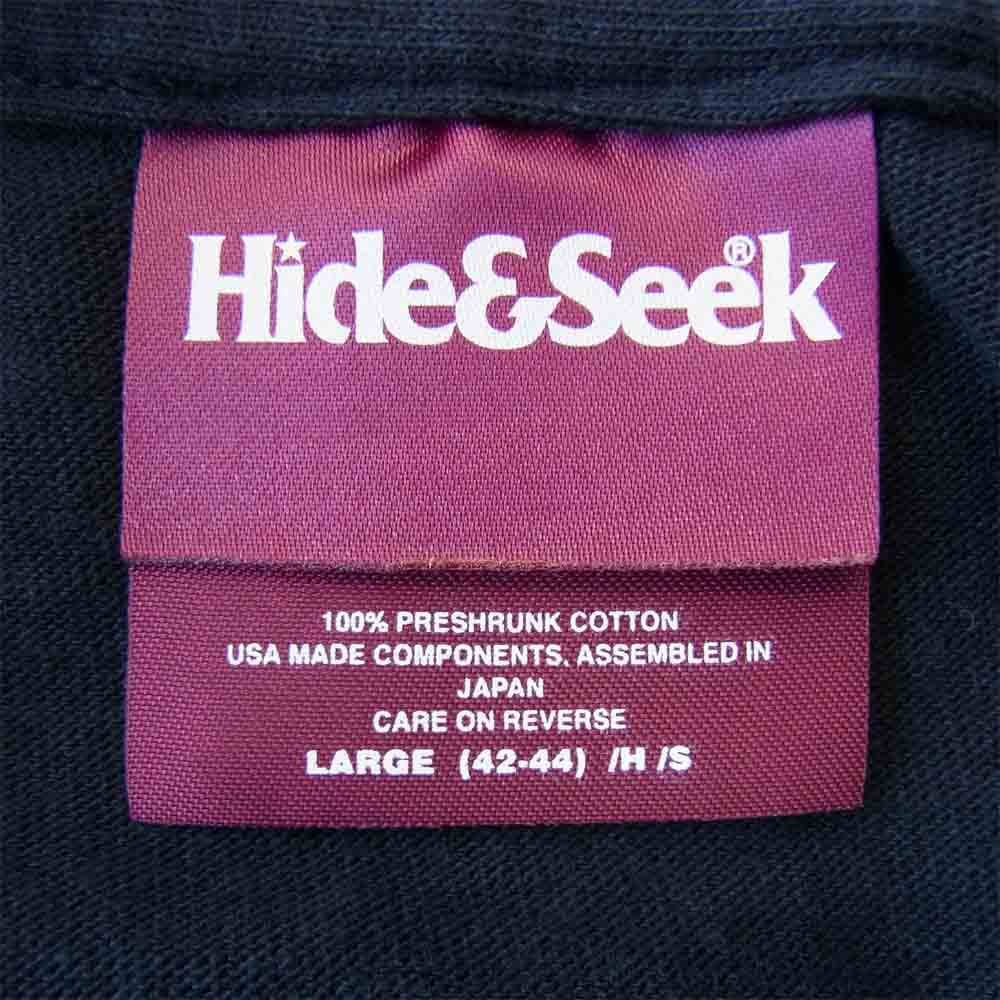 Hide&Seek®
100% PRESHRUNK COTTON
USA MADE COMPONENTS. ASSEMBLED IN
JAPAN
CARE ON REVERSE
LARGE (42-44) /H /S